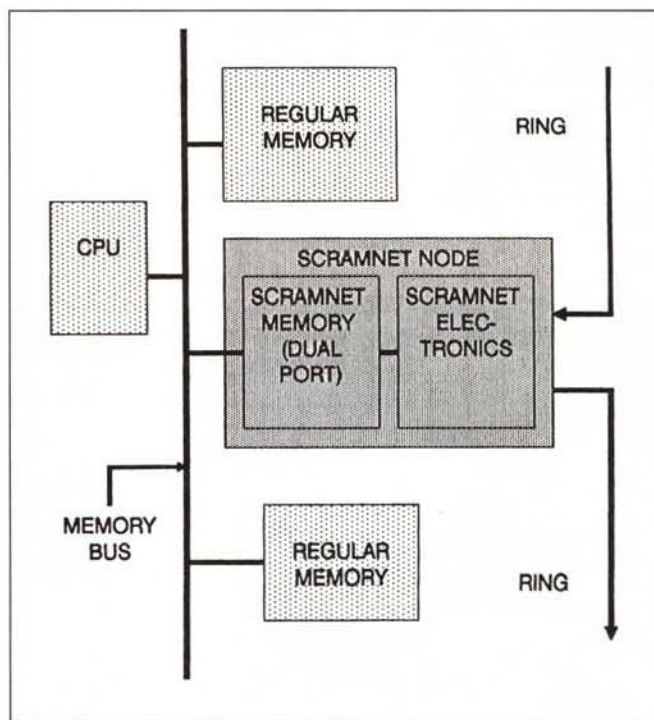 REGULAR
MEMORY
RING
CPU
SCRAMNET NODE
SCRAMNET
MEMORY
(DUAL
PORT)
SCRAMNET
ELEC-
TRONICS
MEMORY
BUS
REGULAR
MEMORY
RING